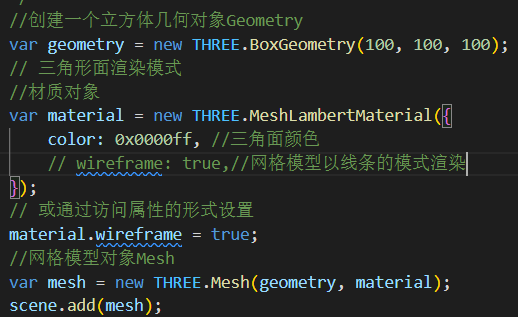 //创建一个立方体几何对象Geometry
var geometry = new THREE.BoxGeometry(100, 100, 100);
// 三角形面渲染模式
//材质对象
var material = new THREE.MeshLambertMaterial({
color: 0x0000ff, //三角面颜色
// wireframe: true,//网格模型以线条的模式渲染
});
// 或通过访问属性的形式设置
material.wireframe = true;
//网格模型对象Mesh
var mesh = new THREE.Mesh(geometry, material);
scene.add(mesh);